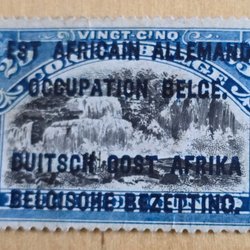 VINGT-CINQ
EST AFRICAIN ALLEMAND
OCCUPATION BELGE.
DUITSCH OOST AFRIKA
BELGISCHE BEZETTING.